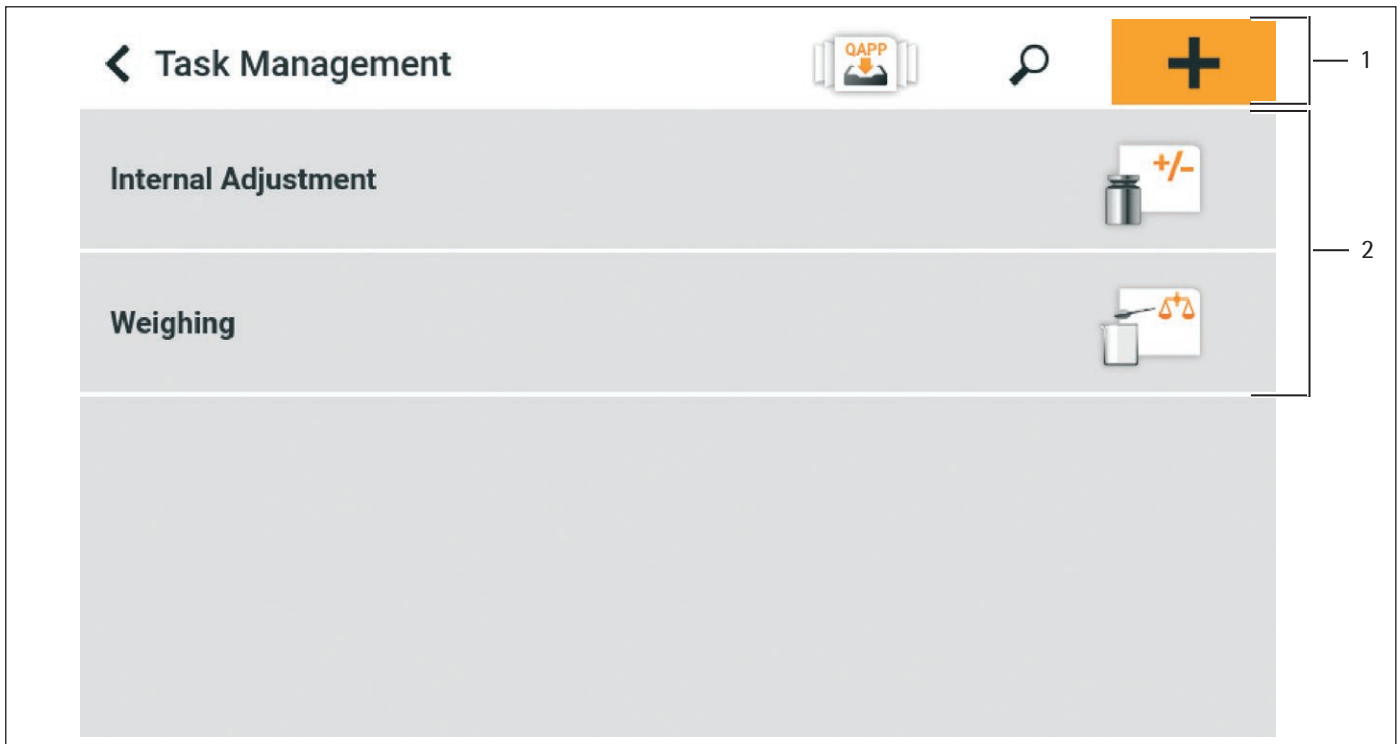 Task Management
QAPP
1
Internal Adjustment
+/-
2
Weighing